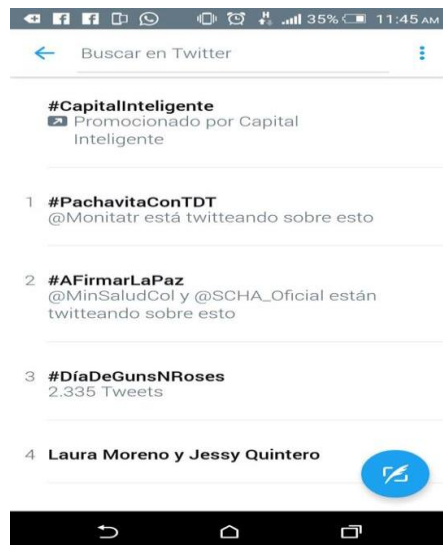 H 35% 11:45 AM
Buscar en Twitter
#CapitalInteligente
Promocionado por Capital
Inteligente
1 #PachavitaConTDT
@Monitatr está twitteando sobre esto
2 #AFirmarLaPaz
@MinSaludCol y @SCHA_Oficial están
twitteando sobre esto
3 #DíaDeGunsNRoses
2.335 Tweets
4 Laura Moreno y Jessy Quintero